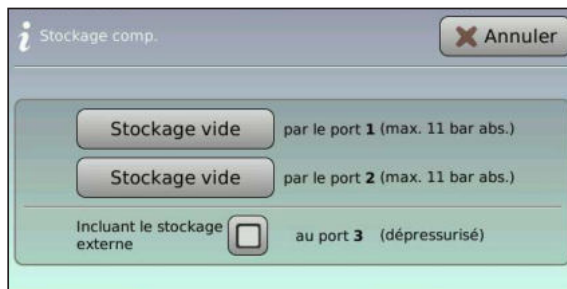 i Stockage comp.
Annuler
Stockage vide par le port 1 (max. 11 bar abs.)
Stockage vide par le port 2 (max. 11 bar abs.)
Incluant le stockage
externe
au port 3 (dépressurisé)